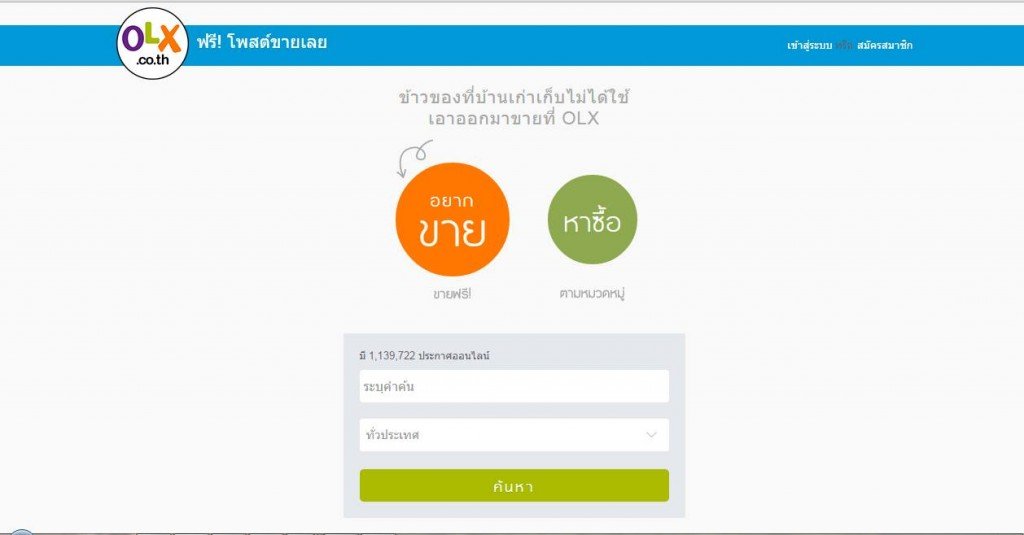 OLX
.co.th
ฟรี! โพสต์ขายเลย
เข้าสู่ระบบ หรือ สมัครสมาชิก
ข้าวของที่บ้านเก่าเก็บไม่ได้ใช้
เอาออกมาขายที่ OLX
อยาก
ขาย
หาซื้อ
ขายฟรี!
ตามหมวดหมู่
มี 1,139,722 ประกาศออนไลน์
ระบุคำค้น
ทั่วประเทศ
ค้นหา